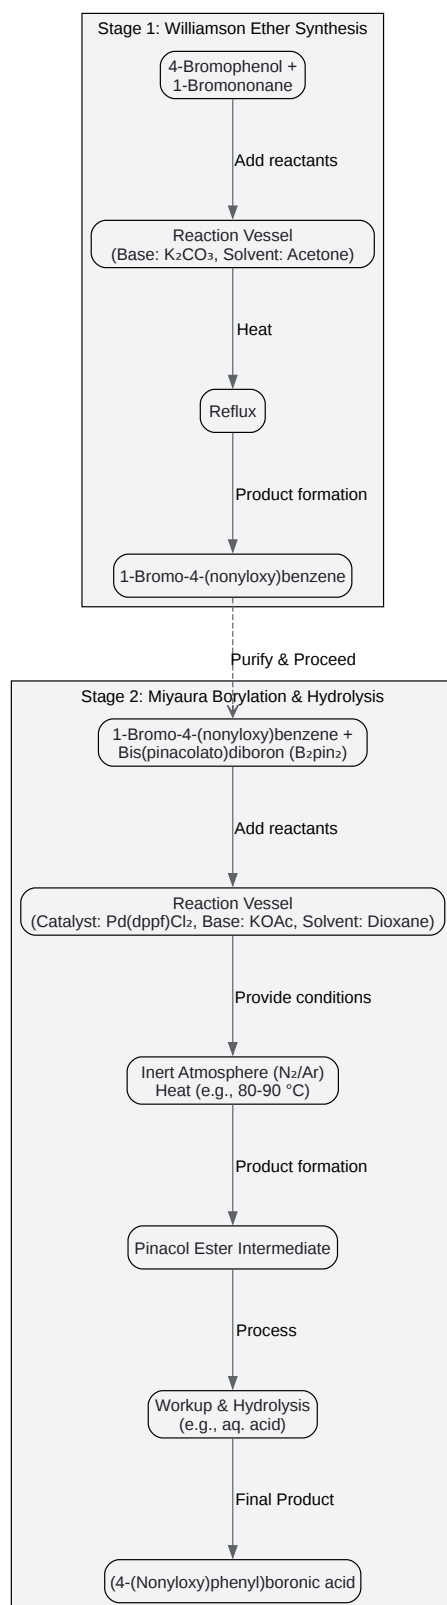 Stage 1: Williamson Ether Synthesis
4-Bromophenol +
1-Bromononane
Add reactants
Reaction Vessel
(Base: K₂CO₃, Solvent: Acetone)
Heat
Reflux
Product formation
1-Bromo-4-(nonyloxy)benzene
Purify & Proceed
Stage 2: Miyaura Borylation & Hydrolysis
1-Bromo-4-(nonyloxy)benzene +
Bis(pinacolato)diboron (B₂pin₂)
Add reactants
Reaction Vessel
(Catalyst: Pd(dppf)Cl₂, Base: KOAc, Solvent: Dioxane)
Provide conditions
Inert Atmosphere (N₂/Ar)
Heat (e.g., 80-90 °C)
Product formation
Pinacol Ester Intermediate
Process
Workup & Hydrolysis
(e.g., aq. acid)
Final Product
(4-(Nonyloxy)phenyl)boronic acid